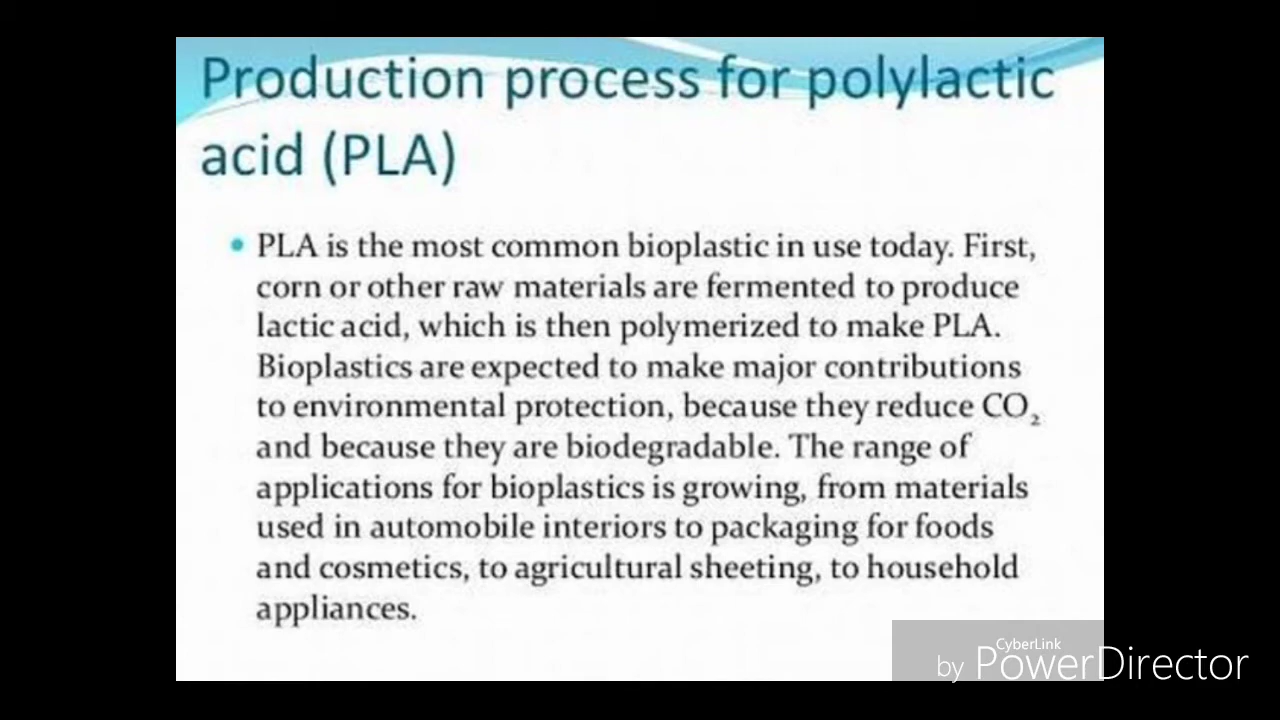 Production process for polylactic
acid (PLA)
• PLA is the most common bioplastic in use today. First,
corn or other raw materials are fermented to produce
lactic acid, which is then polymerized to make PLA.
Bioplastics are expected to make major contributions
to environmental protection, because they reduce CO₂
and because they are biodegradable. The range of
applications for bioplastics is growing, from materials
used in automobile interiors to packaging for foods
and cosmetics, to agricultural sheeting, to household
appliances.
CyberLink
by PowerDirector